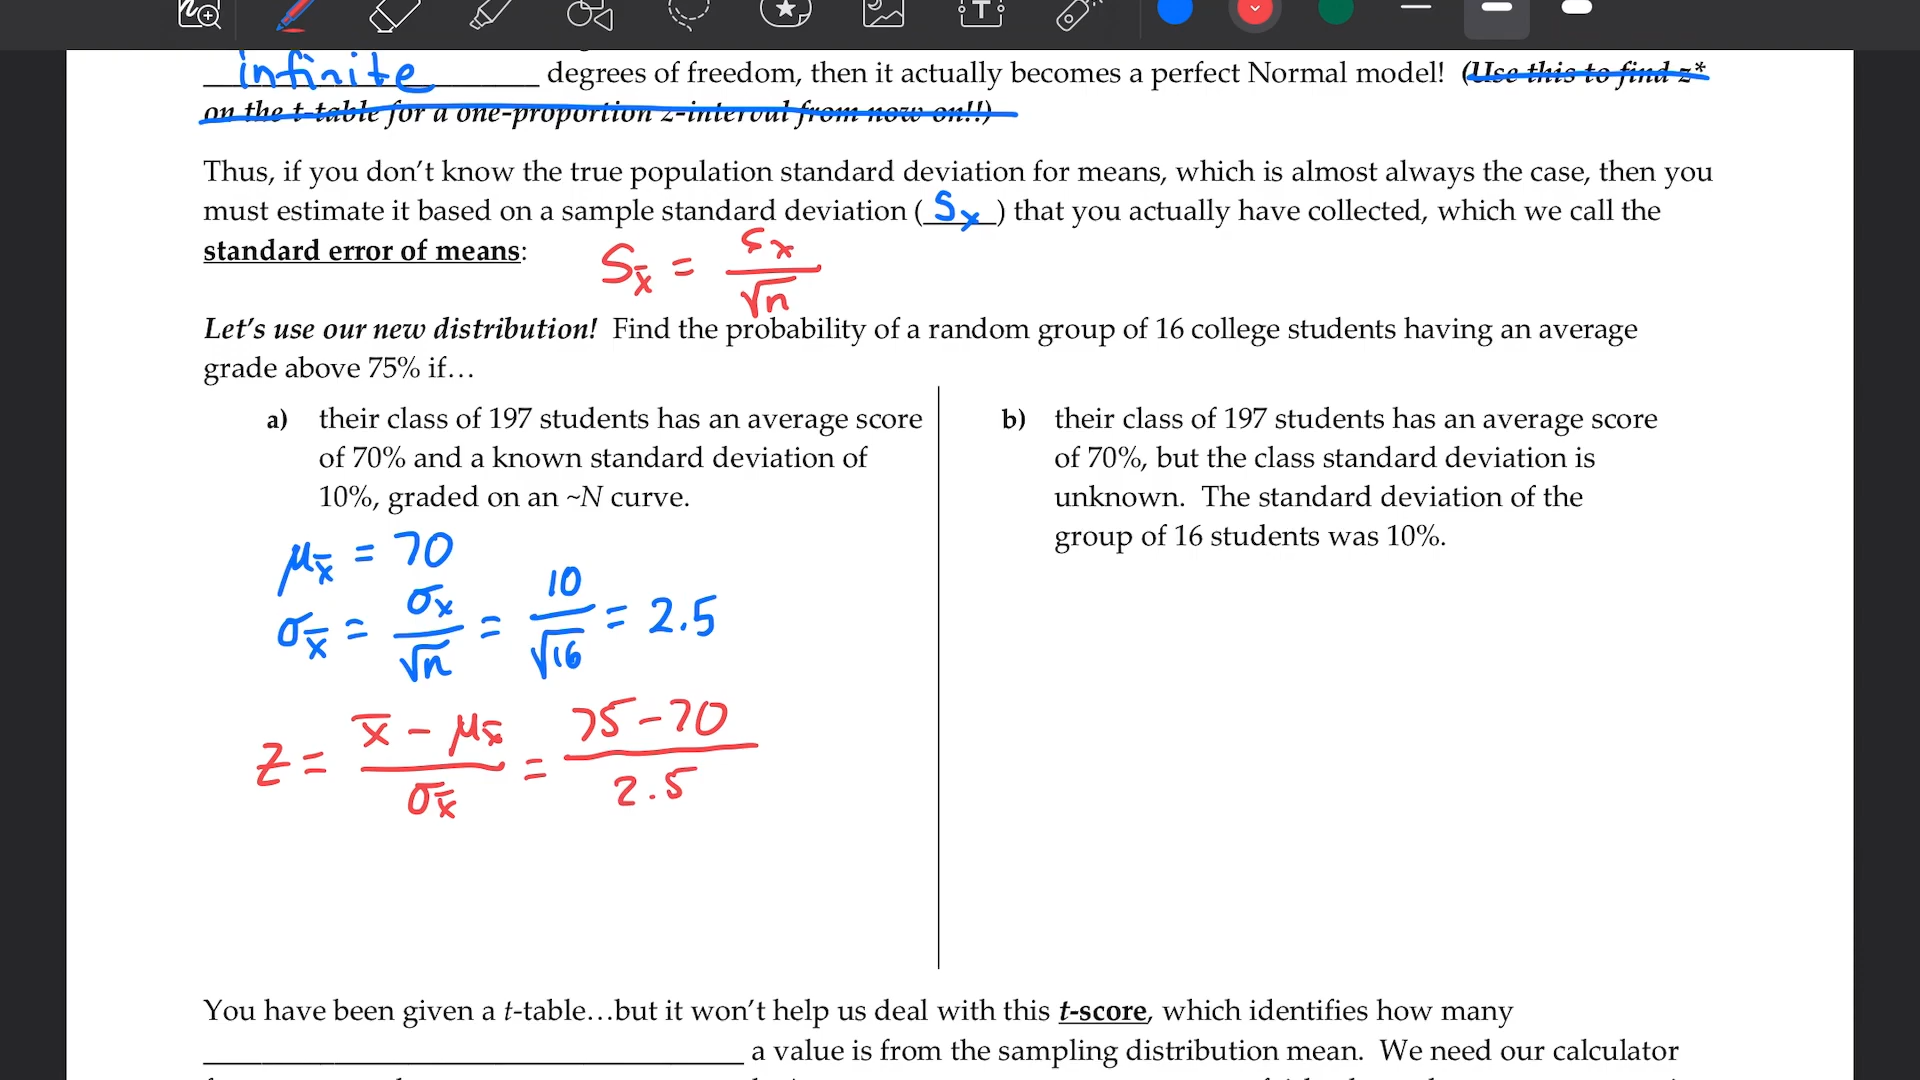 infinite degrees of freedom, then it actually becomes a perfect Normal model! (Use this to find z*
on the t-table for a one-proportion z-interval from now on!!)
Thus, if you don't know the true population standard deviation for means, which is almost always the case, then you
must estimate it based on a sample standard deviation ( Sx ) that you actually have collected, which we call the
standard error of means: S_x̄ = Sx / √n
Let's use our new distribution! Find the probability of a random group of 16 college students having an average
grade above 75% if…
a) their class of 197 students has an average score
of 70% and a known standard deviation of
10%, graded on an ~N curve.
μ_x̄ = 70
σ_x̄ = σx / √n = 10 / √16 = 2.5
z = x̄ − μ_x̄ / σ_x̄ = 75 − 70 / 2.5
b) their class of 197 students has an average score
of 70%, but the class standard deviation is
unknown. The standard deviation of the
group of 16 students was 10%.
You have been given a t-table…but it won't help us deal with this t-score, which identifies how many
____ a value is from the sampling distribution mean. We need our calculator